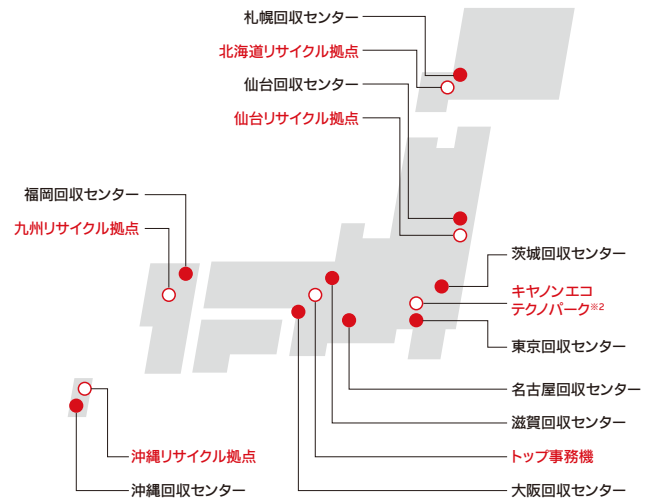 札幌回収センター
北海道リサイクル拠点
仙台回収センター
仙台リサイクル拠点
福岡回収センター
九州リサイクル拠点
茨城回収センター
キヤノンエコ
テクノパーク※2
東京回収センター
名古屋回収センター
滋賀回収センター
沖縄リサイクル拠点
トップ事務機
沖縄回収センター
大阪回収センター